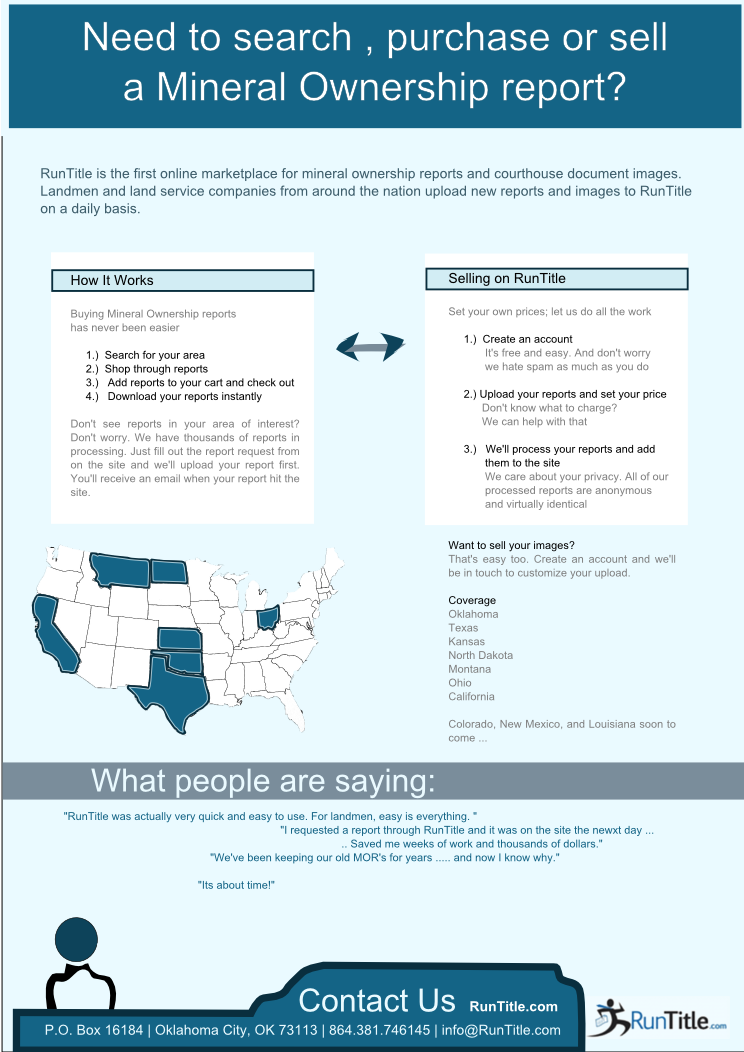 Need to search , purchase or sell
a Mineral Ownership report?
RunTitle is the first online marketplace for mineral ownership reports and courthouse document images.
Landmen and land service companies from around the nation upload new reports and images to RunTitle
on a daily basis.
How It Works
Buying Mineral Ownership reports
has never been easier
1.) Search for your area
2.) Shop through reports
3.) Add reports to your cart and check out
4.) Download your reports instantly
Don't see reports in your area of interest?
Don't worry. We have thousands of reports in
processing. Just fill out the report request from
on the site and we'll upload your report first.
You'll receive an email when your report hit the
site.
Selling on RunTitle
Set your own prices; let us do all the work
1.) Create an account
It's free and easy. And don't worry
we hate spam as much as you do
2.) Upload your reports and set your price
Don't know what to charge?
We can help with that
3.) We'll process your reports and add
them to the site
We care about your privacy. All of our
processed reports are anonymous
and virtually identical
Want to sell your images?
That's easy too. Create an account and we'll
be in touch to customize your upload.
Coverage
Oklahoma
Texas
Kansas
North Dakota
Montana
Ohio
California
Colorado, New Mexico, and Louisiana soon to
come ...
What people are saying:
"RunTitle was actually very quick and easy to use. For landmen, easy is everything. "
"I requested a report through RunTitle and it was on the site the newxt day ...
.. Saved me weeks of work and thousands of dollars."
"We've been keeping our old MOR's for years ..... and now I know why."
"Its about time!"
Contact Us RunTitle.com
P.O. Box 16184 | Oklahoma City, OK 73113 | 864.381.746145 | info@RunTitle.com
RunTitle.com